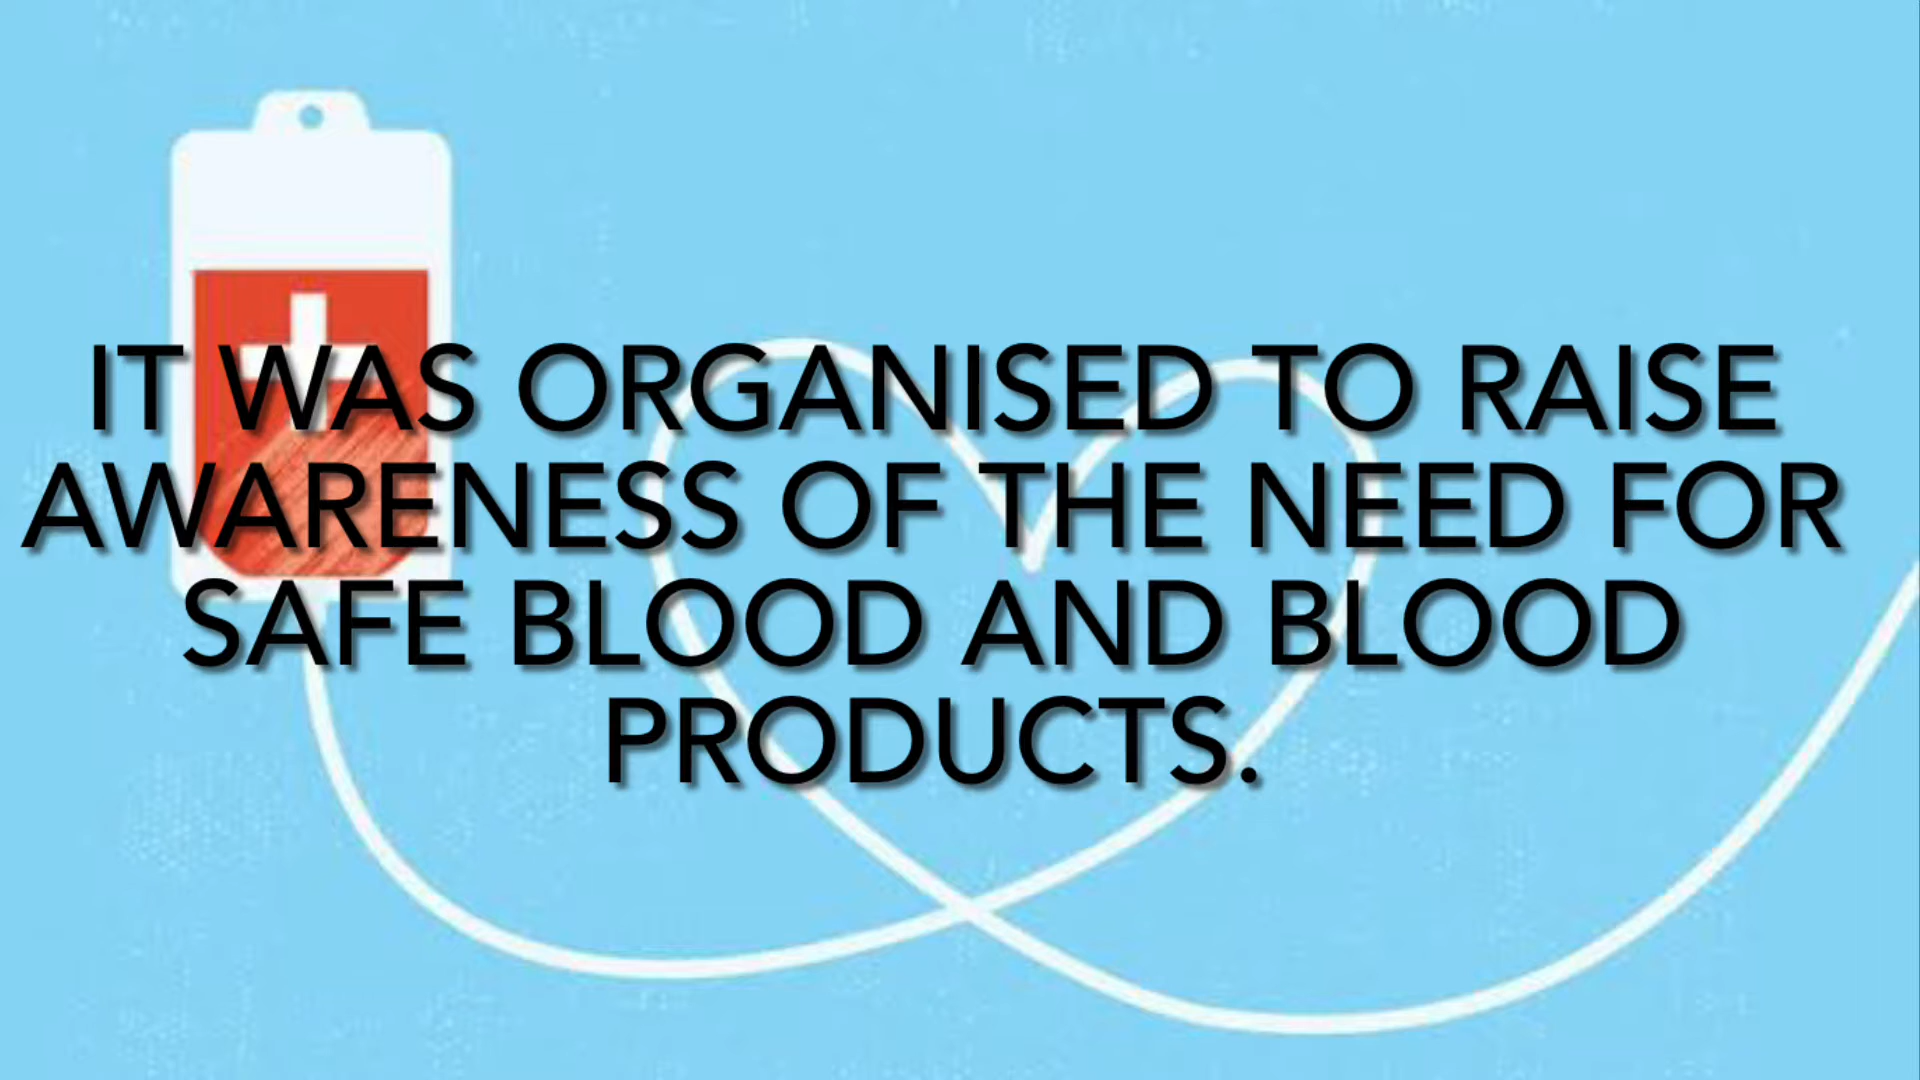 IT WAS ORGANISED TO RAISE
AWARENESS OF THE NEED FOR
SAFE BLOOD AND BLOOD
PRODUCTS.